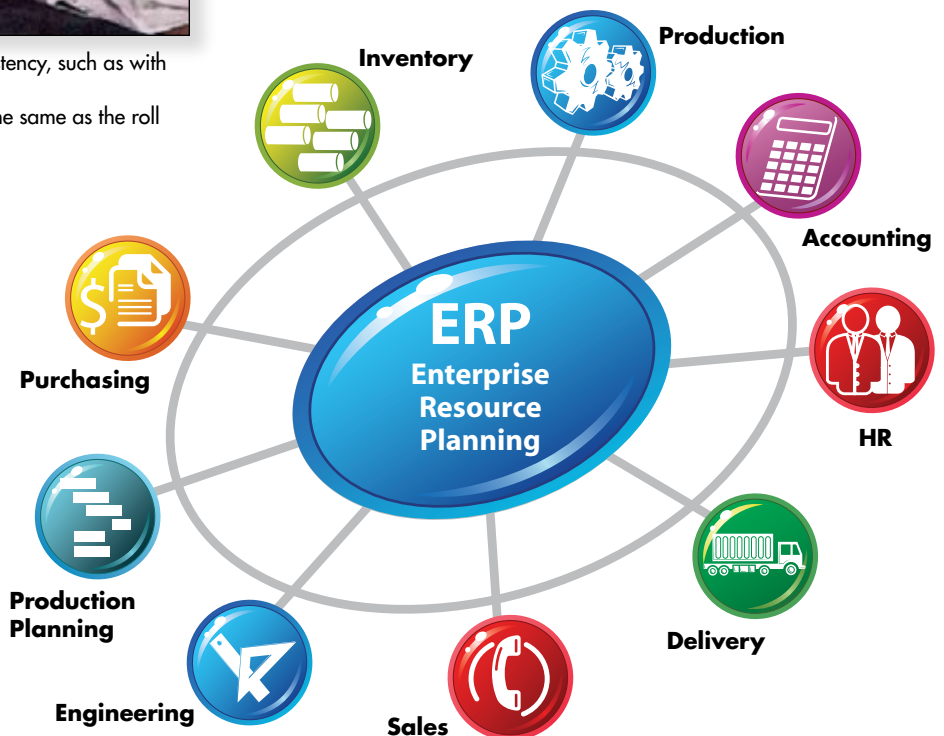 tency, such as with
ne same as the roll
Inventory
Production
Accounting
Purchasing
ERP
Enterprise
Resource
Planning
HR
Production
Planning
Delivery
Engineering
Sales